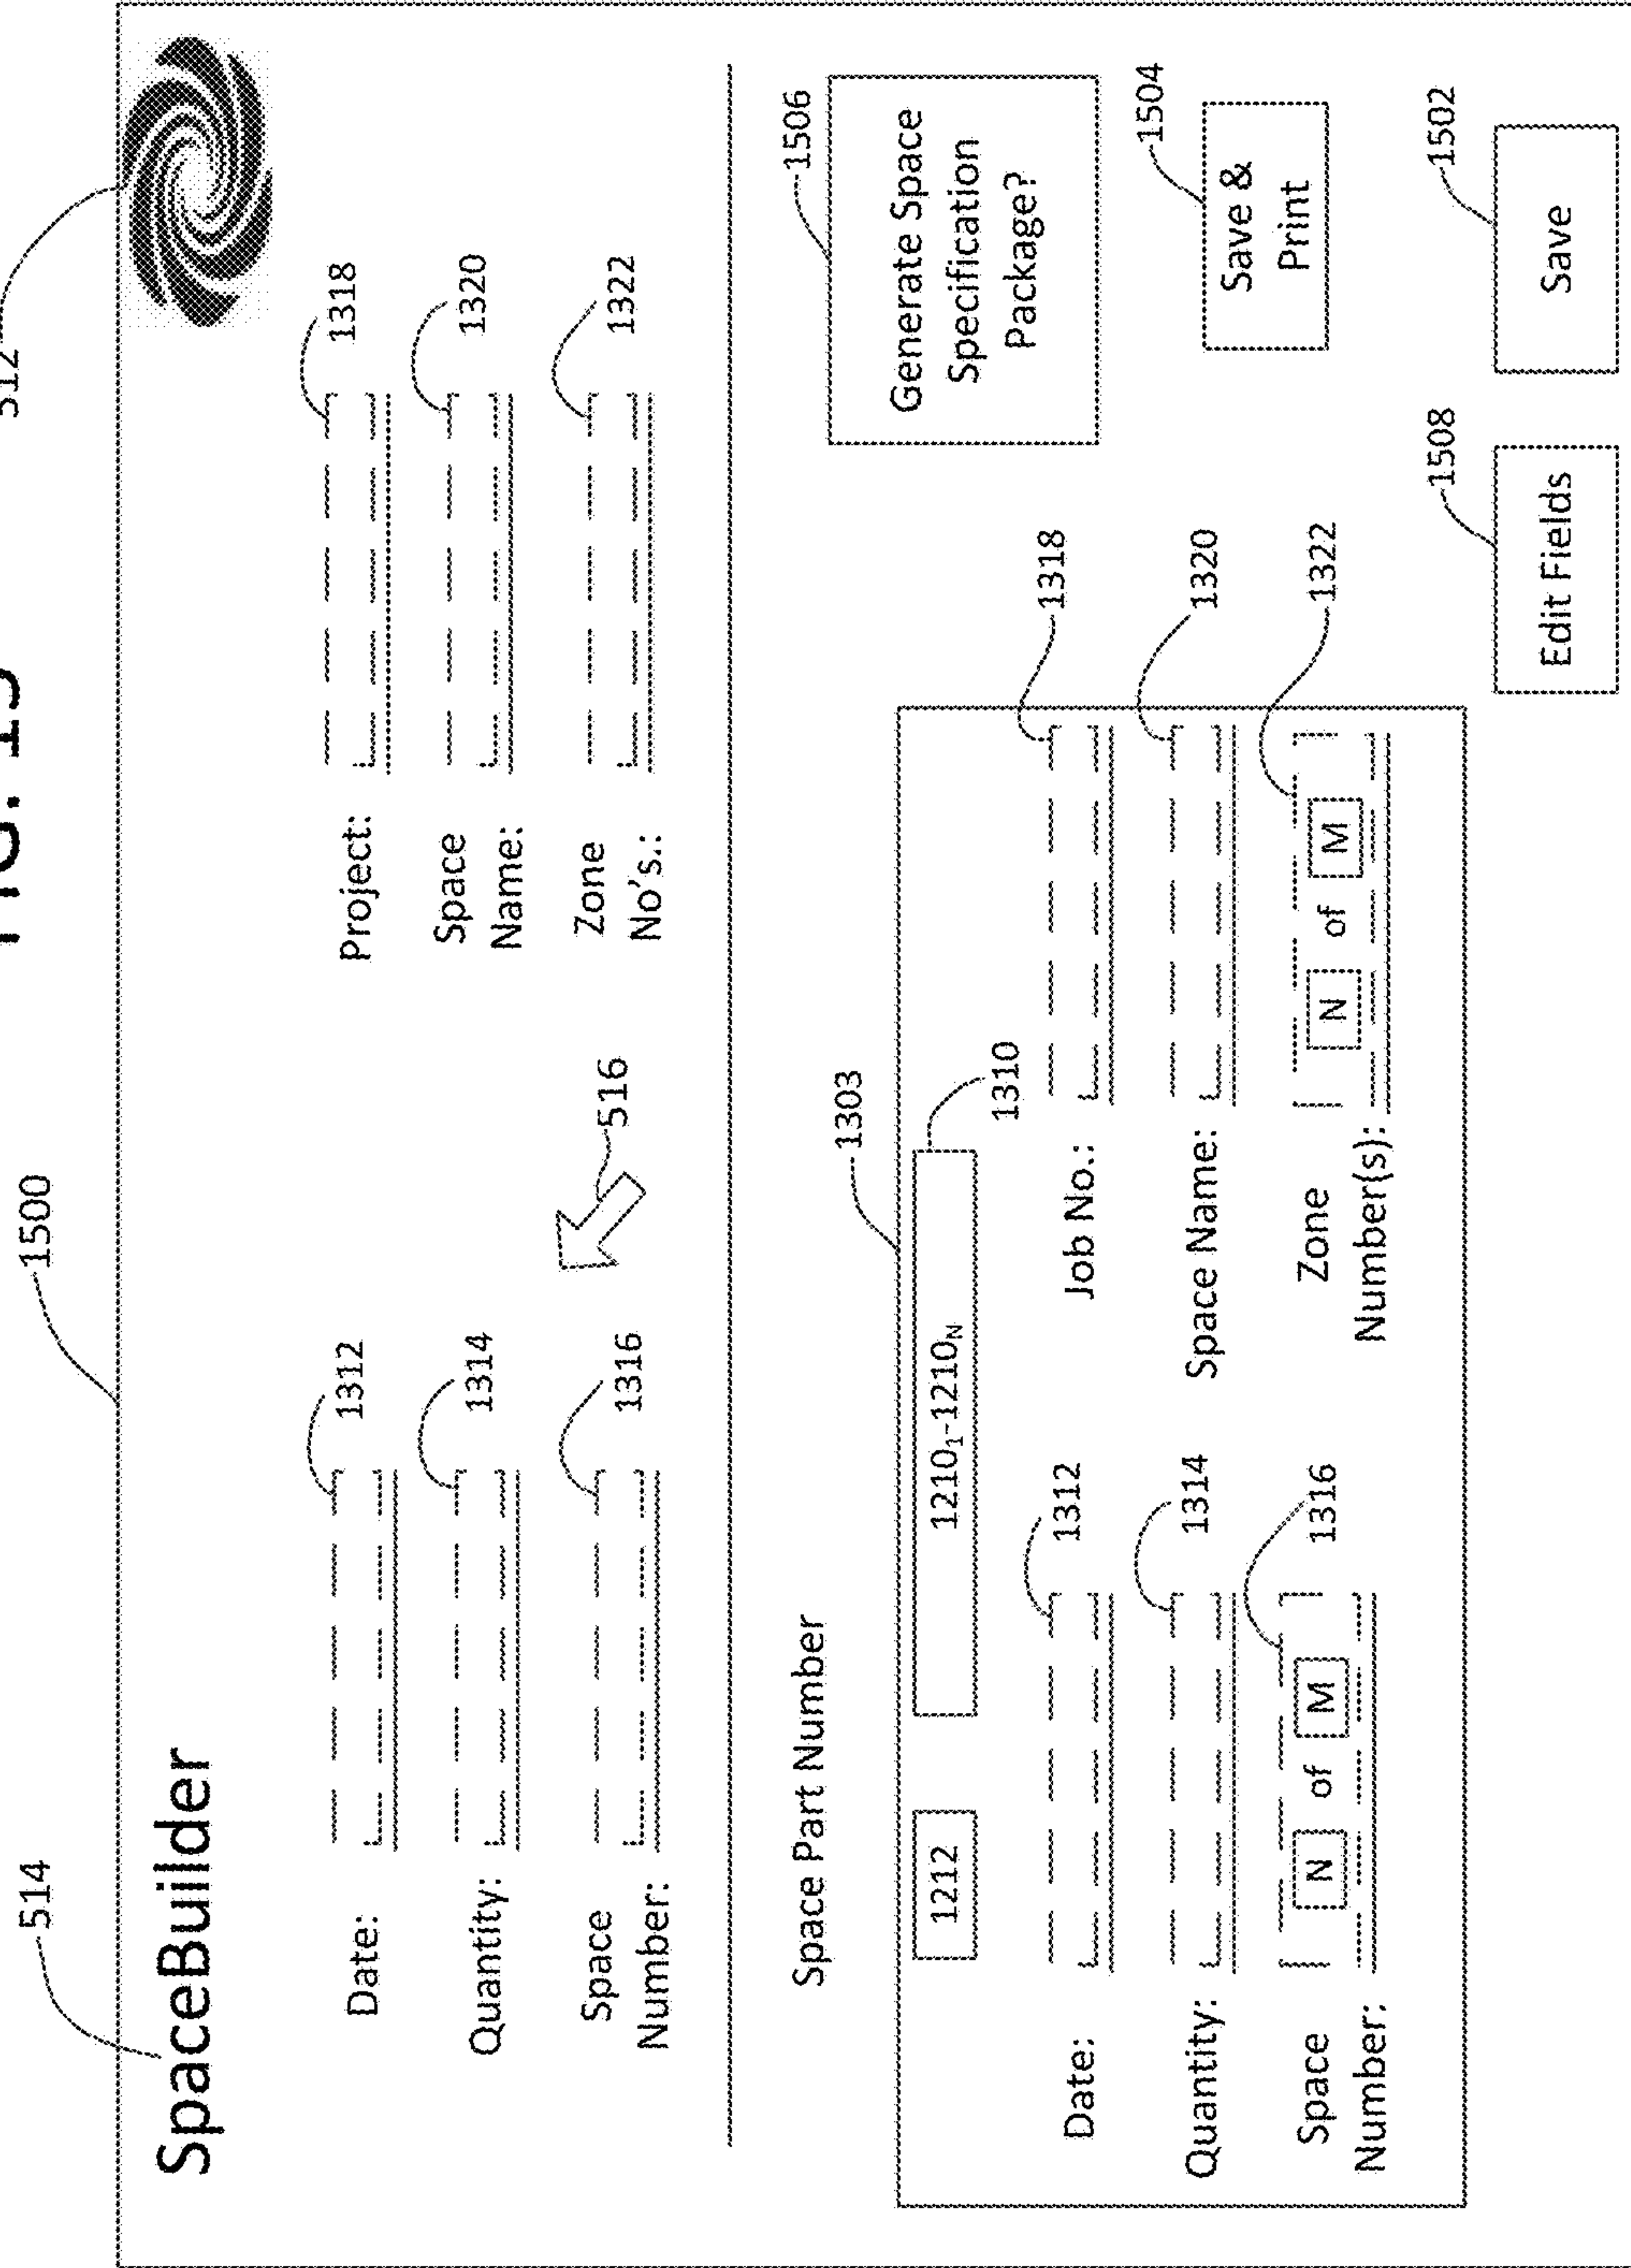 FIG. 15
1500
514
512
SpaceBuilder
Date:
1312
Project:
1318
Quantity:
1314
Space
Name:
1320
Space
Number:
1316
516
Zone
No's.:
1322
Space Part Number
1303
1506
Generate Space
Specification
Package?
1212
1210₁-1210N
1310
Date:
1312
Job No.:
1318
1504
Save &
Print
Quantity:
1314
Space Name:
1320
Space
Number:
N of M
1316
Zone
Number(s):
N of M
1322
1508
Edit Fields
1502
Save